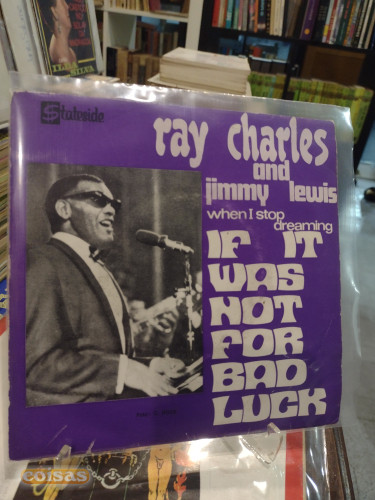 Stateside
ray charles
and
jimmy lewis
when I stop
dreaming
IF IT
WAS
NOT
FOR
BAD
LUCK
coisas